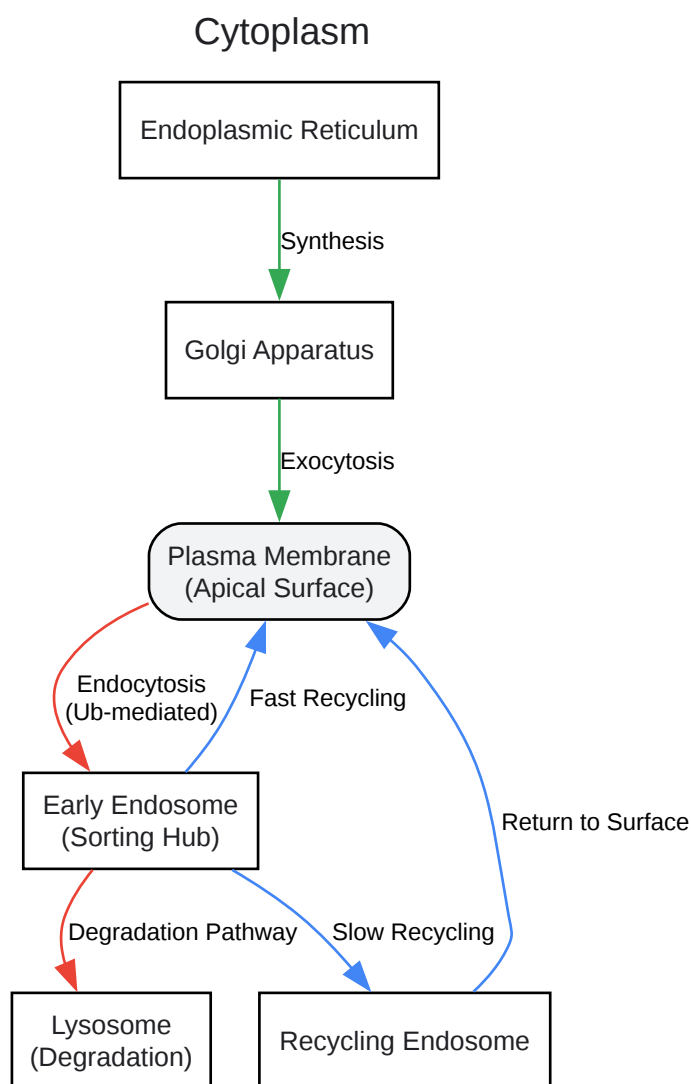 Cytoplasm
Endoplasmic Reticulum
Synthesis
Golgi Apparatus
Exocytosis
Plasma Membrane
(Apical Surface)
Endocytosis
(Ub-mediated)
Fast Recycling
Early Endosome
(Sorting Hub)
Return to Surface
Degradation Pathway
Slow Recycling
Lysosome
(Degradation)
Recycling Endosome